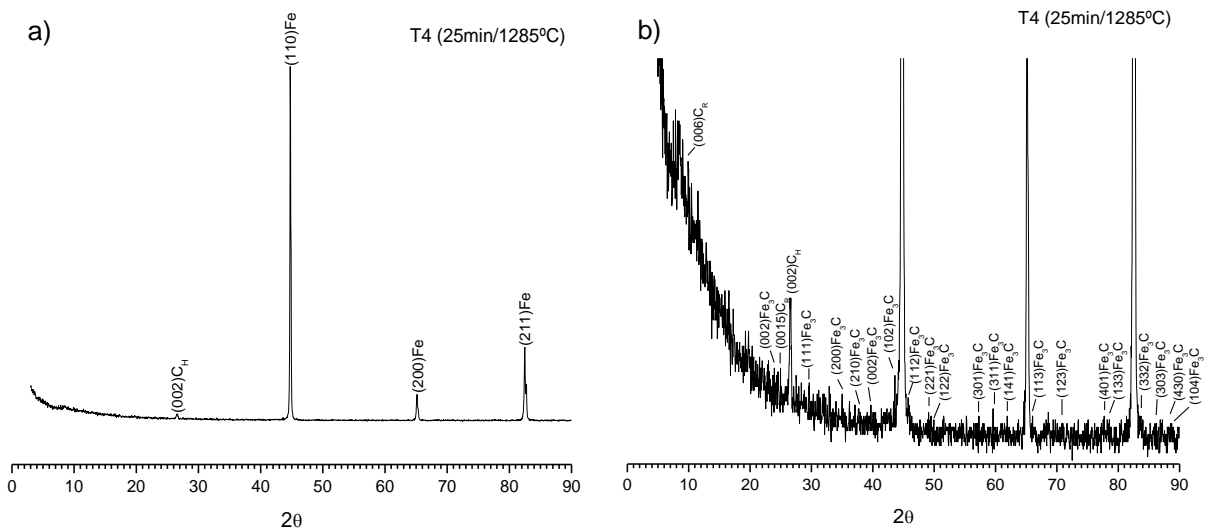 a)
T4 (25min/1285ºC)
(002)C_H
(110)Fe
(200)Fe
(211)Fe
0 10 20 30 40 50 60 70 80 90
2θ
b)
T4 (25min/1285ºC)
(006)C_R
(002)Fe_3C
(0015)C_R
(002)C_H
(111)Fe_3C
(200)Fe_3C
(210)Fe_3C
(002)Fe_3C
(102)Fe_3C
(112)Fe_3C
(221)Fe_3C
(122)Fe_3C
(301)Fe_3C
(311)Fe_3C
(141)Fe_3C
(113)Fe_3C
(123)Fe_3C
(401)Fe_3C
(133)Fe_3C
(332)Fe_3C
(303)Fe_3C
(430)Fe_3C
(104)Fe_3C
0 10 20 30 40 50 60 70 80 90
2θ